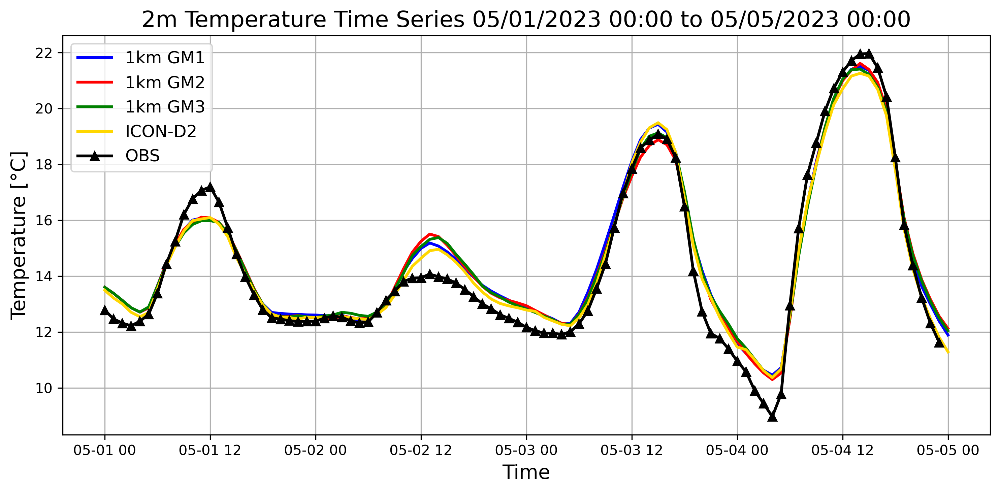 2m Temperature Time Series 05/01/2023 00:00 to 05/05/2023 00:00
1km GM1
1km GM2
1km GM3
ICON-D2
OBS
Temperature [°C]
22
20
18
16
14
12
10
05-01 00 05-01 12 05-02 00 05-02 12 05-03 00 05-03 12 05-04 00 05-04 12 05-05 00
Time